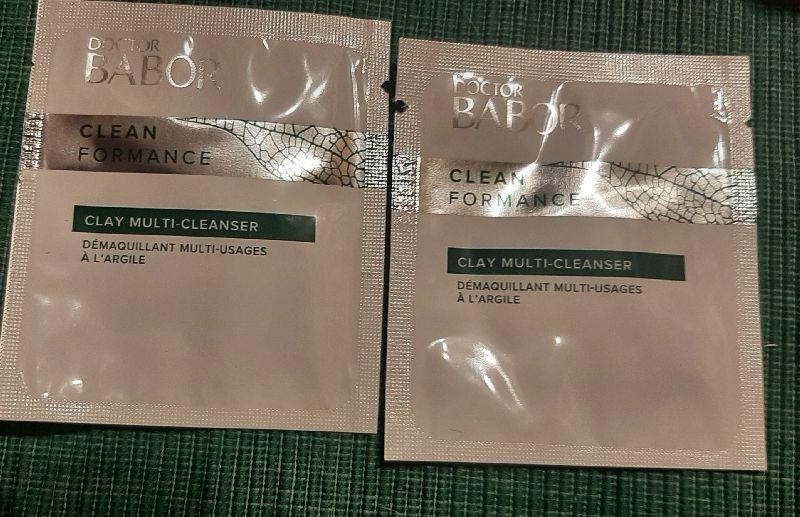 DOCTOR
BABOR
CLEAN
FORMANCE
CLAY MULTI-CLEANSER
DÉMAQUILLANT MULTI-USAGES
À L'ARGILE
DOCTOR
BABOR
CLEAN
FORMANCE
CLAY MULTI-CLEANSER
DÉMAQUILLANT MULTI-USAGES
À L'ARGILE